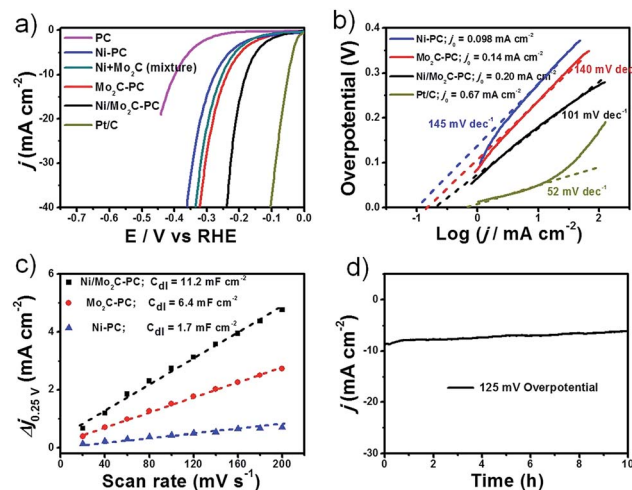 a)
j (mA cm-2)
0
-10
-20
-30
-40
PC
Ni-PC
Ni+Mo2C (mixture)
Mo2C-PC
Ni/Mo2C-PC
Pt/C
-0.7 -0.6 -0.5 -0.4 -0.3 -0.2 -0.1 0.0
E / V vs RHE
b)
Overpotential (V)
0.4
0.3
0.2
0.1
0.0
Ni-PC; j0 = 0.098 mA cm-2
Mo2C-PC; j0 = 0.14 mA cm-2
Ni/Mo2C-PC; j0 = 0.20 mA cm-2
Pt/C; j0 = 0.67 mA cm-2
140 mV dec-1
145 mV dec-1
101 mV dec-1
52 mV dec-1
-2 -1 0 1 2
Log (j / mA cm-2)
c)
Δj0.25 V (mA cm-2)
6
5
4
3
2
1
0
Ni/Mo2C-PC; Cdl = 11.2 mF cm-2
Mo2C-PC; Cdl = 6.4 mF cm-2
Ni-PC; Cdl = 1.7 mF cm-2
0 40 80 120 160 200
Scan rate (mV s-1)
d)
j (mA cm-2)
0
-10
-20
-30
125 mV Overpotential
0 2 4 6 8 10
Time (h)